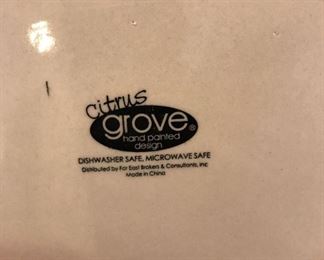 citrus
grove®
hand painted
design
DISHWASHER SAFE, MICROWAVE SAFE
Distributed by Far East Brokers & Consultants, Inc
Made in China